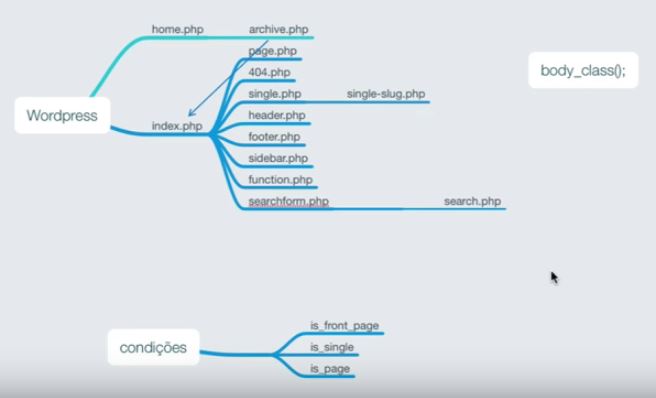 home.php
archive.php
page.php
404.php
single.php
single-slug.php
body_class();
Wordpress
index.php
header.php
footer.php
sidebar.php
function.php
searchform.php
search.php
condições
is_front_page
is_single
is_page